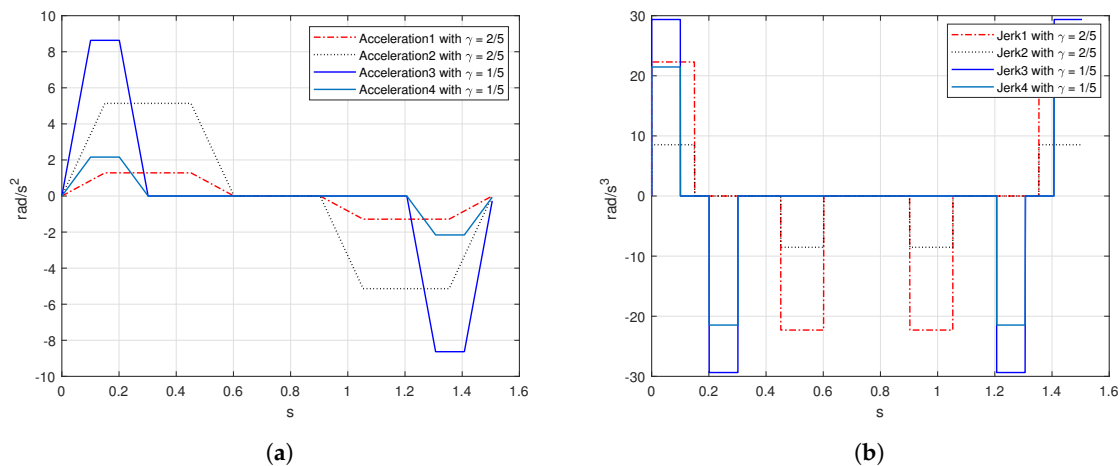 10
8
6
4
2
0
-2
-4
-6
-8
-10
rad/s2
0
0.2
0.4
0.6
0.8
1
1.2
1.4
1.6
s
Acceleration1 with γ = 2/5
Acceleration2 with γ = 2/5
Acceleration3 with γ = 1/5
Acceleration4 with γ = 1/5
(a)
30
20
10
0
-10
-20
-30
rad/s3
0
0.2
0.4
0.6
0.8
1
1.2
1.4
1.6
s
Jerk1 with γ = 2/5
Jerk2 with γ = 2/5
Jerk3 with γ = 1/5
Jerk4 with γ = 1/5
(b)